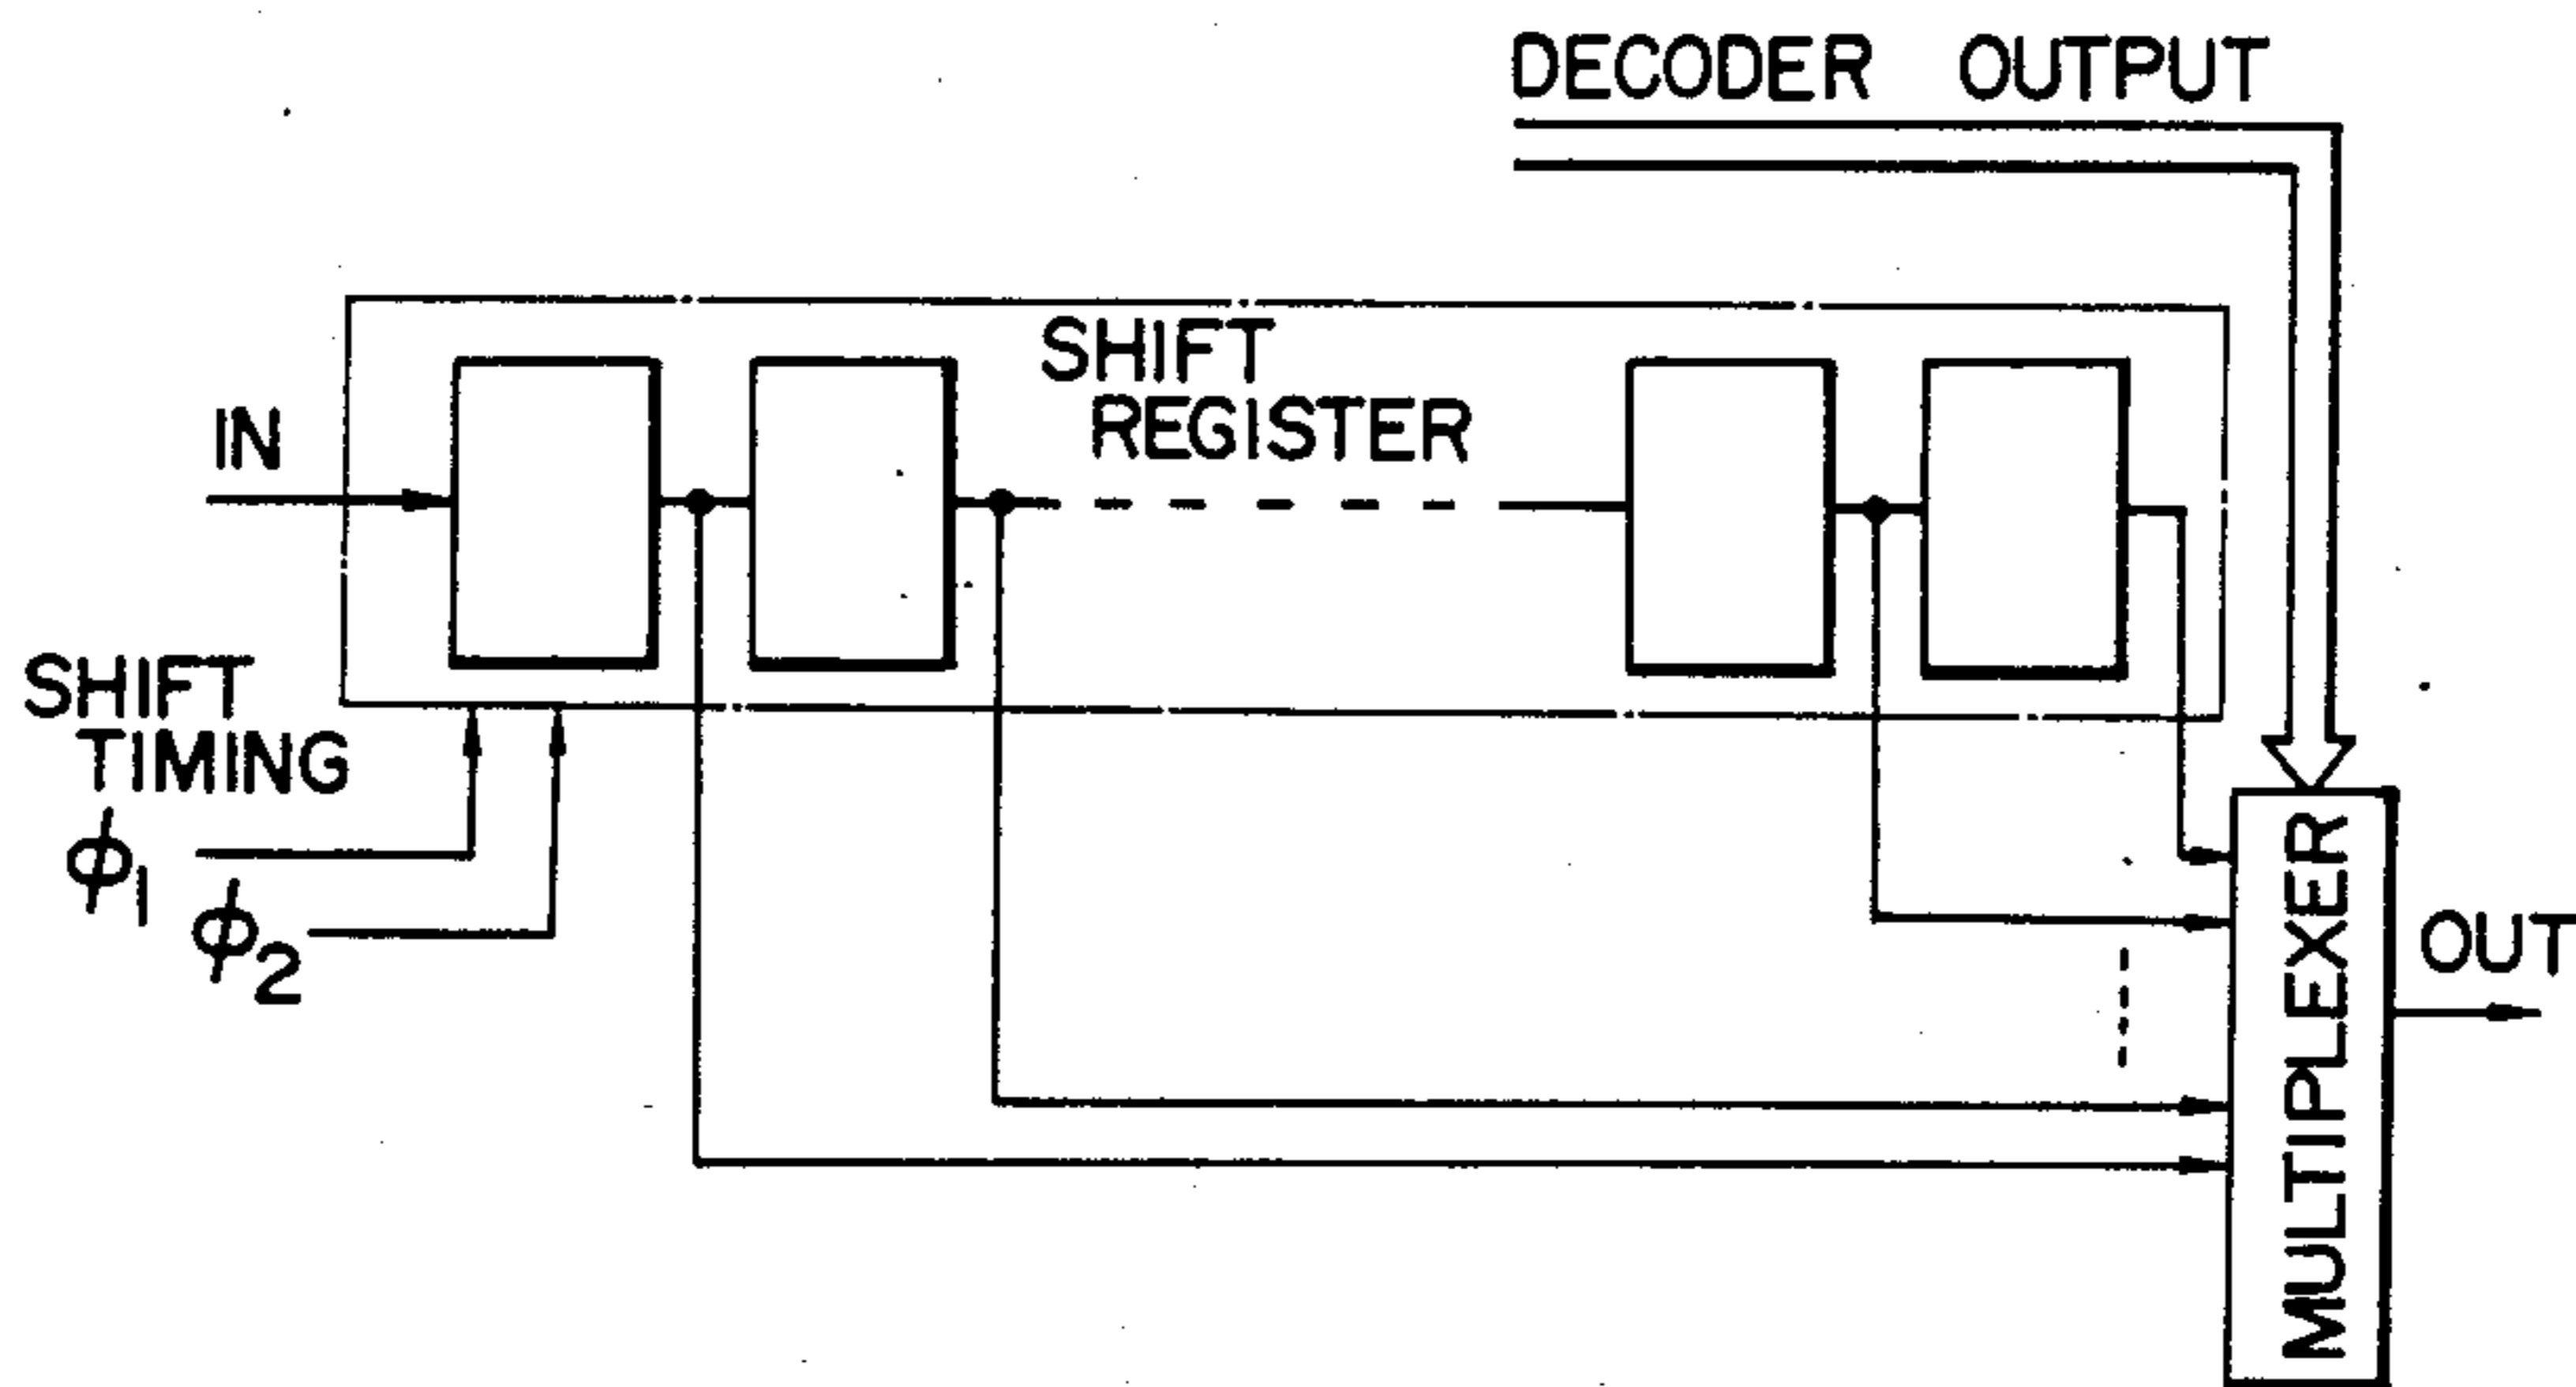 DECODER OUTPUT
SHIFT
REGISTER
IN
SHIFT
TIMING
ϕ1
ϕ2
MULTIPLEXER
OUT